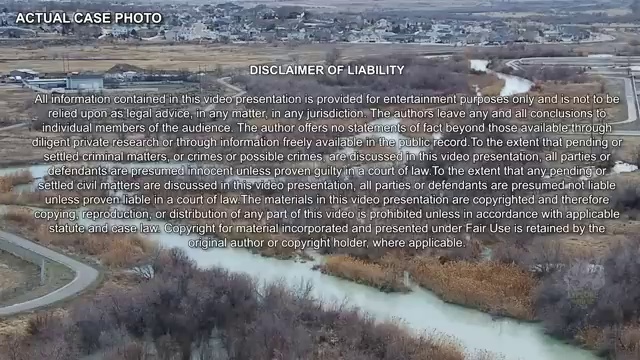 ACTUAL CASE PHOTO
DISCLAIMER OF LIABILITY
All information contained in this video presentation is provided for entertainment purposes only and is not to be
relied upon as legal advice, in any matter, in any jurisdiction. The authors leave any and all conclusions to
individual members of the audience. The author offers no statements of fact beyond those available through
diligent private research or through information freely available in the public record.To the extent that pending or
settled criminal matters, or crimes or possible crimes, are discussed in this video presentation, all parties or
defendants are presumed innocent unless proven guilty in a court of law.To the extent that any pending or
settled civil matters are discussed in this video presentation, all parties or defendants are presumed not liable
unless proven liable in a court of law.The materials in this video presentation are copyrighted and therefore
copying, reproduction, or distribution of any part of this video is prohibited unless in accordance with applicable
statute and case law. Copyright for material incorporated and presented under Fair Use is retained by the
original author or copyright holder, where applicable.